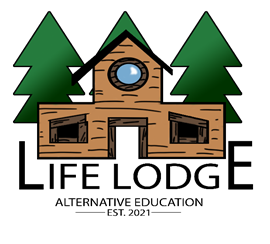 LIFE LODGE
ALTERNATIVE EDUCATION
EST. 2021